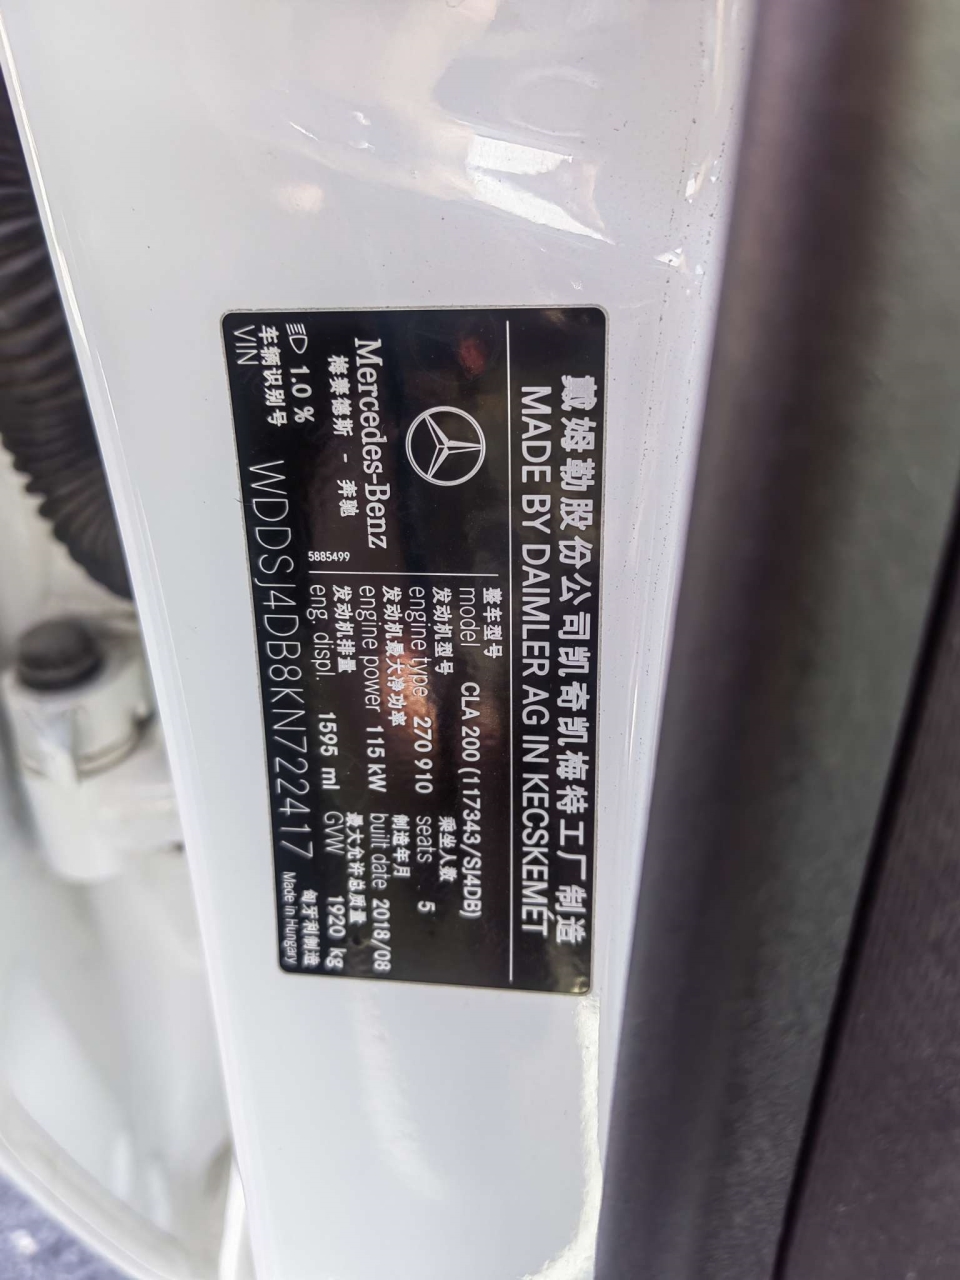 戴姆勒股份公司凯奇凯梅特工厂制造
MADE BY DAIMLER AG IN KECSKEMÉT
Mercedes-Benz
梅赛德斯 - 奔驰
5885499
1.0 %
整车型号
model CLA 200 (117343/SJ4DB)
发动机型号 乘坐人数
engine type 270 910 seats 5
发动机最大净功率 制造年月
engine power 115 kW built date 2018/08
发动机排量 最大允许总质量
eng. displ. 1595 ml GVW 1920 kg
车辆识别号 匈牙利制造
VIN WDDSJ4DB8KN722417 Made in Hungary